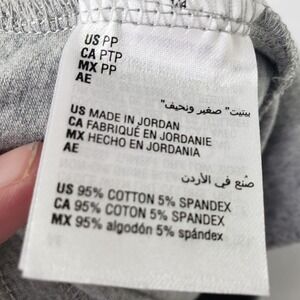 US PP
CA PTP
MX PP
AE
بيتيت" صغير ونحيف"
US MADE IN JORDAN
CA FABRIQUÉ EN JORDANIE
MX HECHO EN JORDANIA
AE
صُنع في الأردن
US 95% COTTON 5% SPANDEX
CA 95% COTON 5% SPANDEX
MX 95% algodón 5% spándex